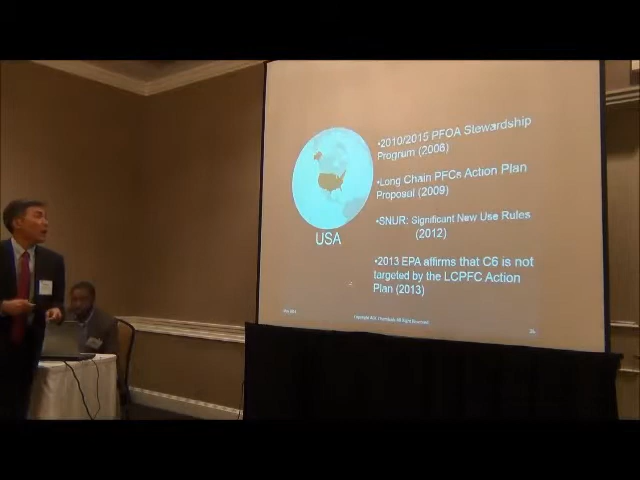 •2010/2015 PFOA Stewardship
Program (2006)
•Long Chain PFCs Action Plan
Proposal (2009)
•SNUR: Significant New Use Rules
(2012)
USA
•2013 EPA affirms that C6 is not
targeted by the LCPFC Action
Plan (2013)